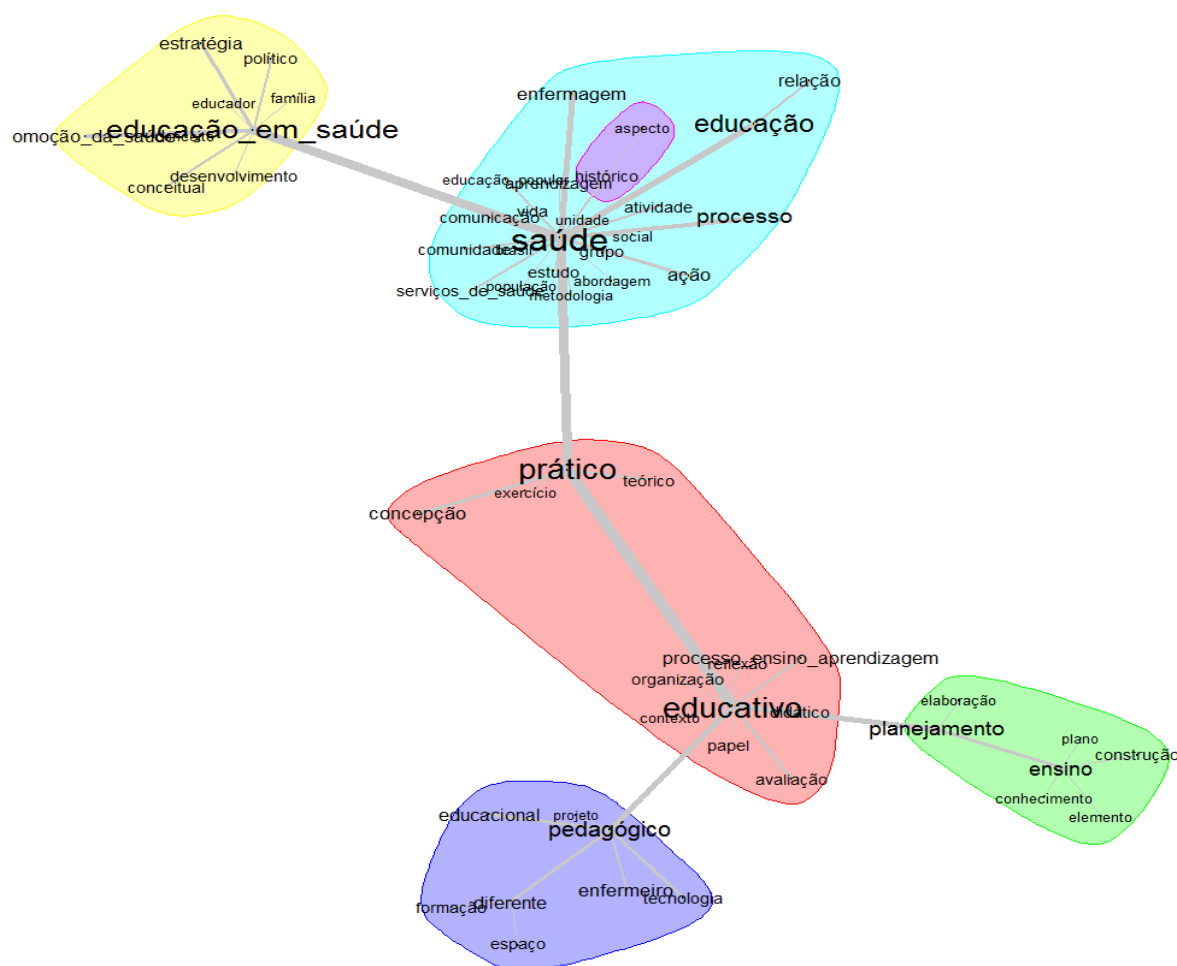 estratégia
político
educador
família
educação_em_saúde
omoção_da_saúde
conceito
conceitual
desenvolvimento
enfermagem
relação
aspecto
educação
educação_popular
histórico
aprendizagem
vida
comunicação
unidade
atividade
processo
saúde
social
comunidade
brasil
grupo
estudo
ação
abordagem
serviços_de_saúde
população
metodologia
prático
exercício
teórico
concepção
processo_ensino_aprendizagem
reflexão
organização
educativo
contexto
didático
papel
avaliação
elaboração
planejamento
plano
construção
ensino
conhecimento
elemento
educacional
projeto
pedagógico
enfermeiro
tecnologia
diferente
formação
espaço